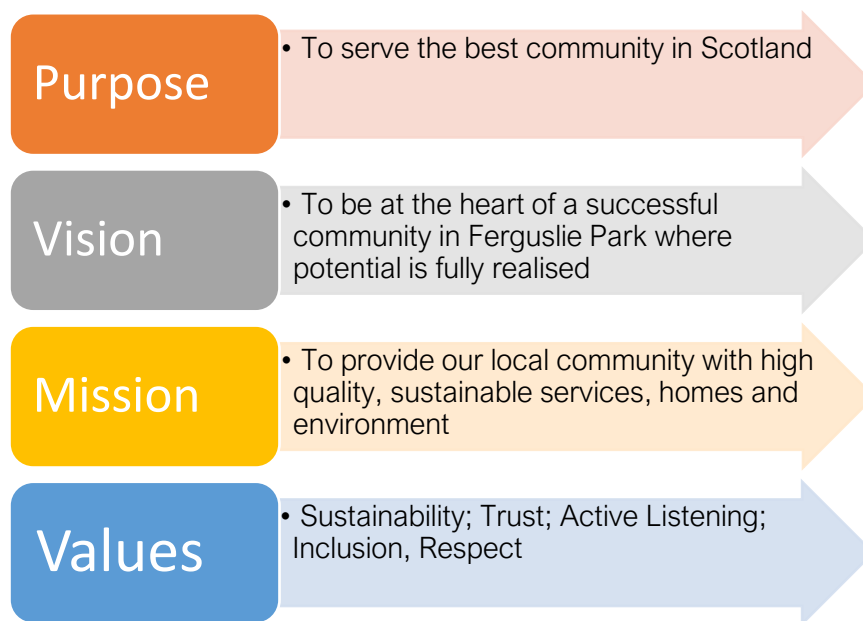 Purpose
• To serve the best community in Scotland
Vision
• To be at the heart of a successful
community in Ferguslie Park where
potential is fully realised
Mission
• To provide our local community with high
quality, sustainable services, homes and
environment
Values
• Sustainability; Trust; Active Listening;
Inclusion, Respect